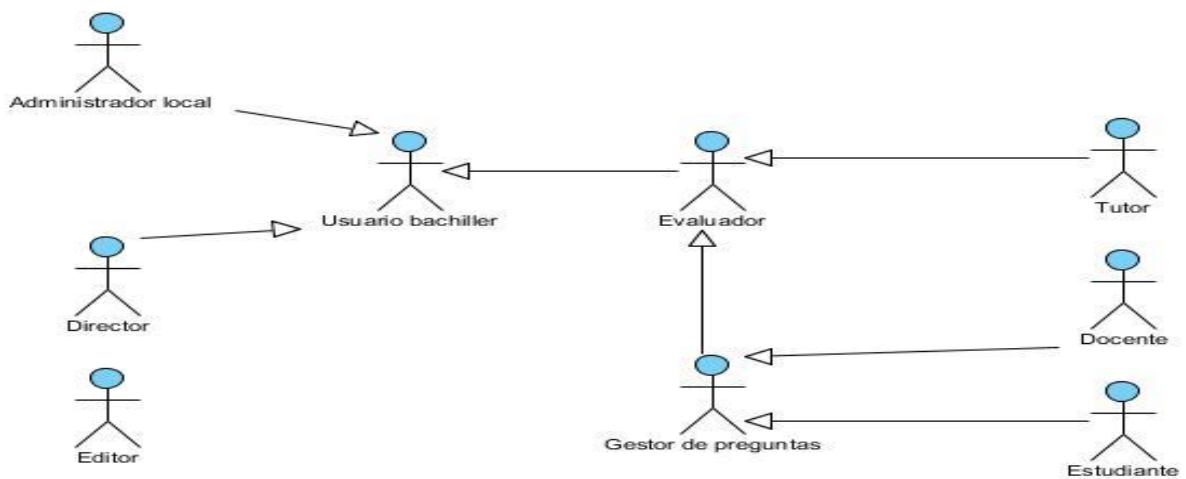 Administrador local
Usuario bachiller
Evaluador
Tutor
Director
Docente
Editor
Gestor de preguntas
Estudiante